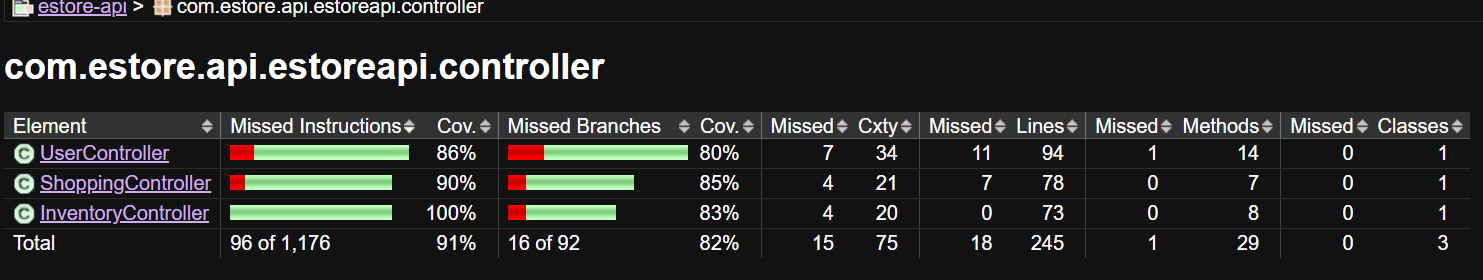 estore-api > com.estore.api.estoreapi.controller
com.estore.api.estoreapi.controller
Element Missed Instructions Cov. Missed Branches Cov. Missed Cxty Missed Lines Missed Methods Missed Classes
C UserController 86% 80% 7 34 11 94 1 14 0 1
C ShoppingController 90% 85% 4 21 7 78 0 7 0 1
C InventoryController 100% 83% 4 20 0 73 0 8 0 1
Total 96 of 1,176 91% 16 of 92 82% 15 75 18 245 1 29 0 3